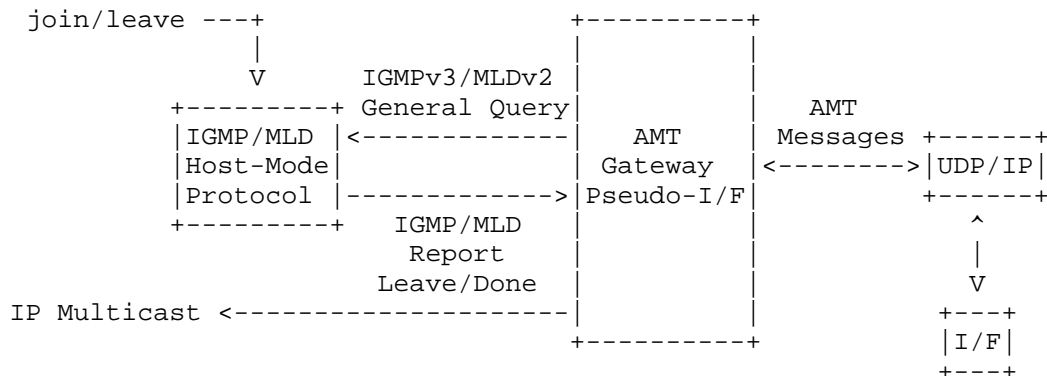 join/leave ---+                   +----------+
              |                   |          |
              V     IGMPv3/MLDv2  |          |
         +---------+ General Query|          |    AMT
         |IGMP/MLD |<-------------|   AMT    | Messages +------+
         |Host-Mode|              | Gateway  |<-------->|UDP/IP|
         |Protocol |------------->|Pseudo-I/F|          +------+
         +---------+   IGMP/MLD   |          |             ^
                        Report    |          |             |
                      Leave/Done  |          |             V
IP Multicast <--------------------|          |           +---+
                                  +----------+           |I/F|
                                                         +---+